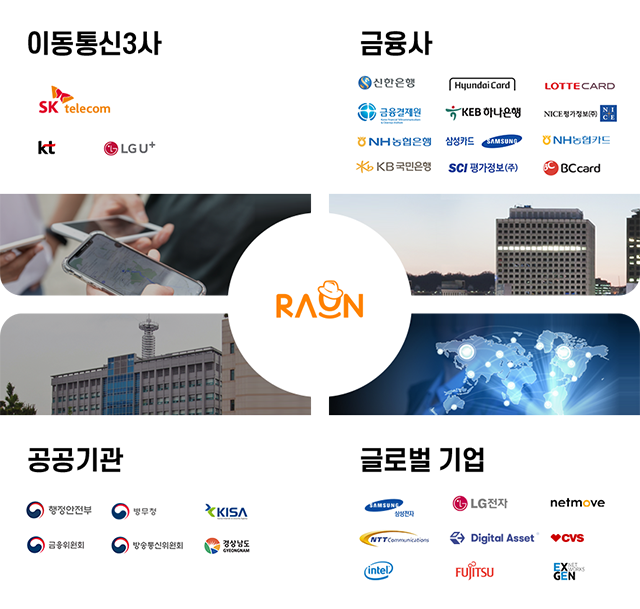 이동통신3사
SK telecom
kt
LG U+
금융사
신한은행
HyundaiCard
LOTTECARD
금융결제원
KEB 하나은행
NICE평가정보(주)
NICE
NH농협은행
삼성카드 SAMSUNG
NH농협카드
KB 국민은행
SCI 평가정보(주)
BCcard
RAON
공공기관
행정안전부
병무청
KISA
금융위원회
방송통신위원회
경상남도
GYEONGNAM
글로벌 기업
SAMSUNG
삼성전자
LG전자
netmove
NTT Communications
Digital Asset
CVS
intel
FUJITSU
EXGEN NETWORKS